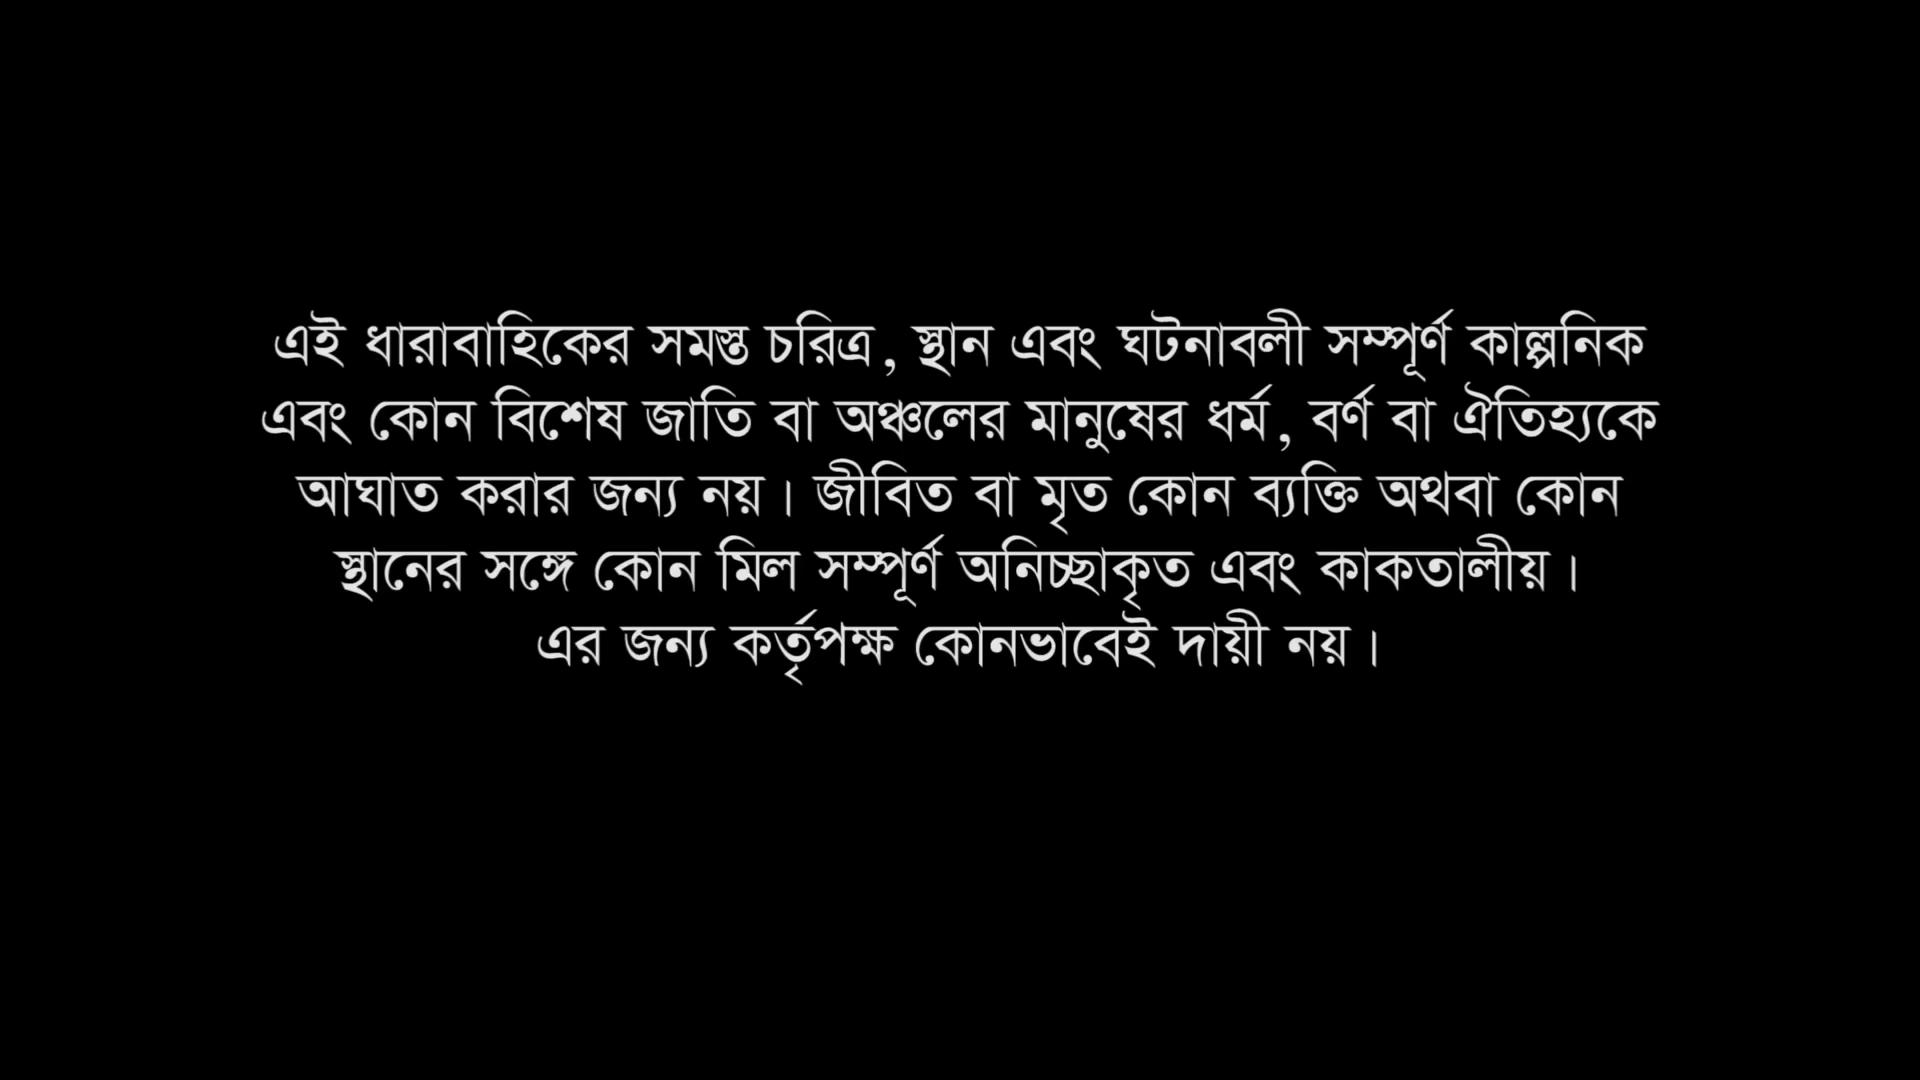 এই ধারাবাহিকের সমস্ত চরিত্র, স্থান এবং ঘটনাবলী সম্পূর্ণ কাল্পনিক
এবং কোন বিশেষ জাতি বা অঞ্চলের মানুষের ধর্ম, বর্ণ বা ঐতিহ্যকে
আঘাত করার জন্য নয়। জীবিত বা মৃত কোন ব্যক্তি অথবা কোন
স্থানের সঙ্গে কোন মিল সম্পূর্ণ অনিচ্ছাকৃত এবং কাকতালীয়।
এর জন্য কর্তৃপক্ষ কোনভাবেই দায়ী নয়।